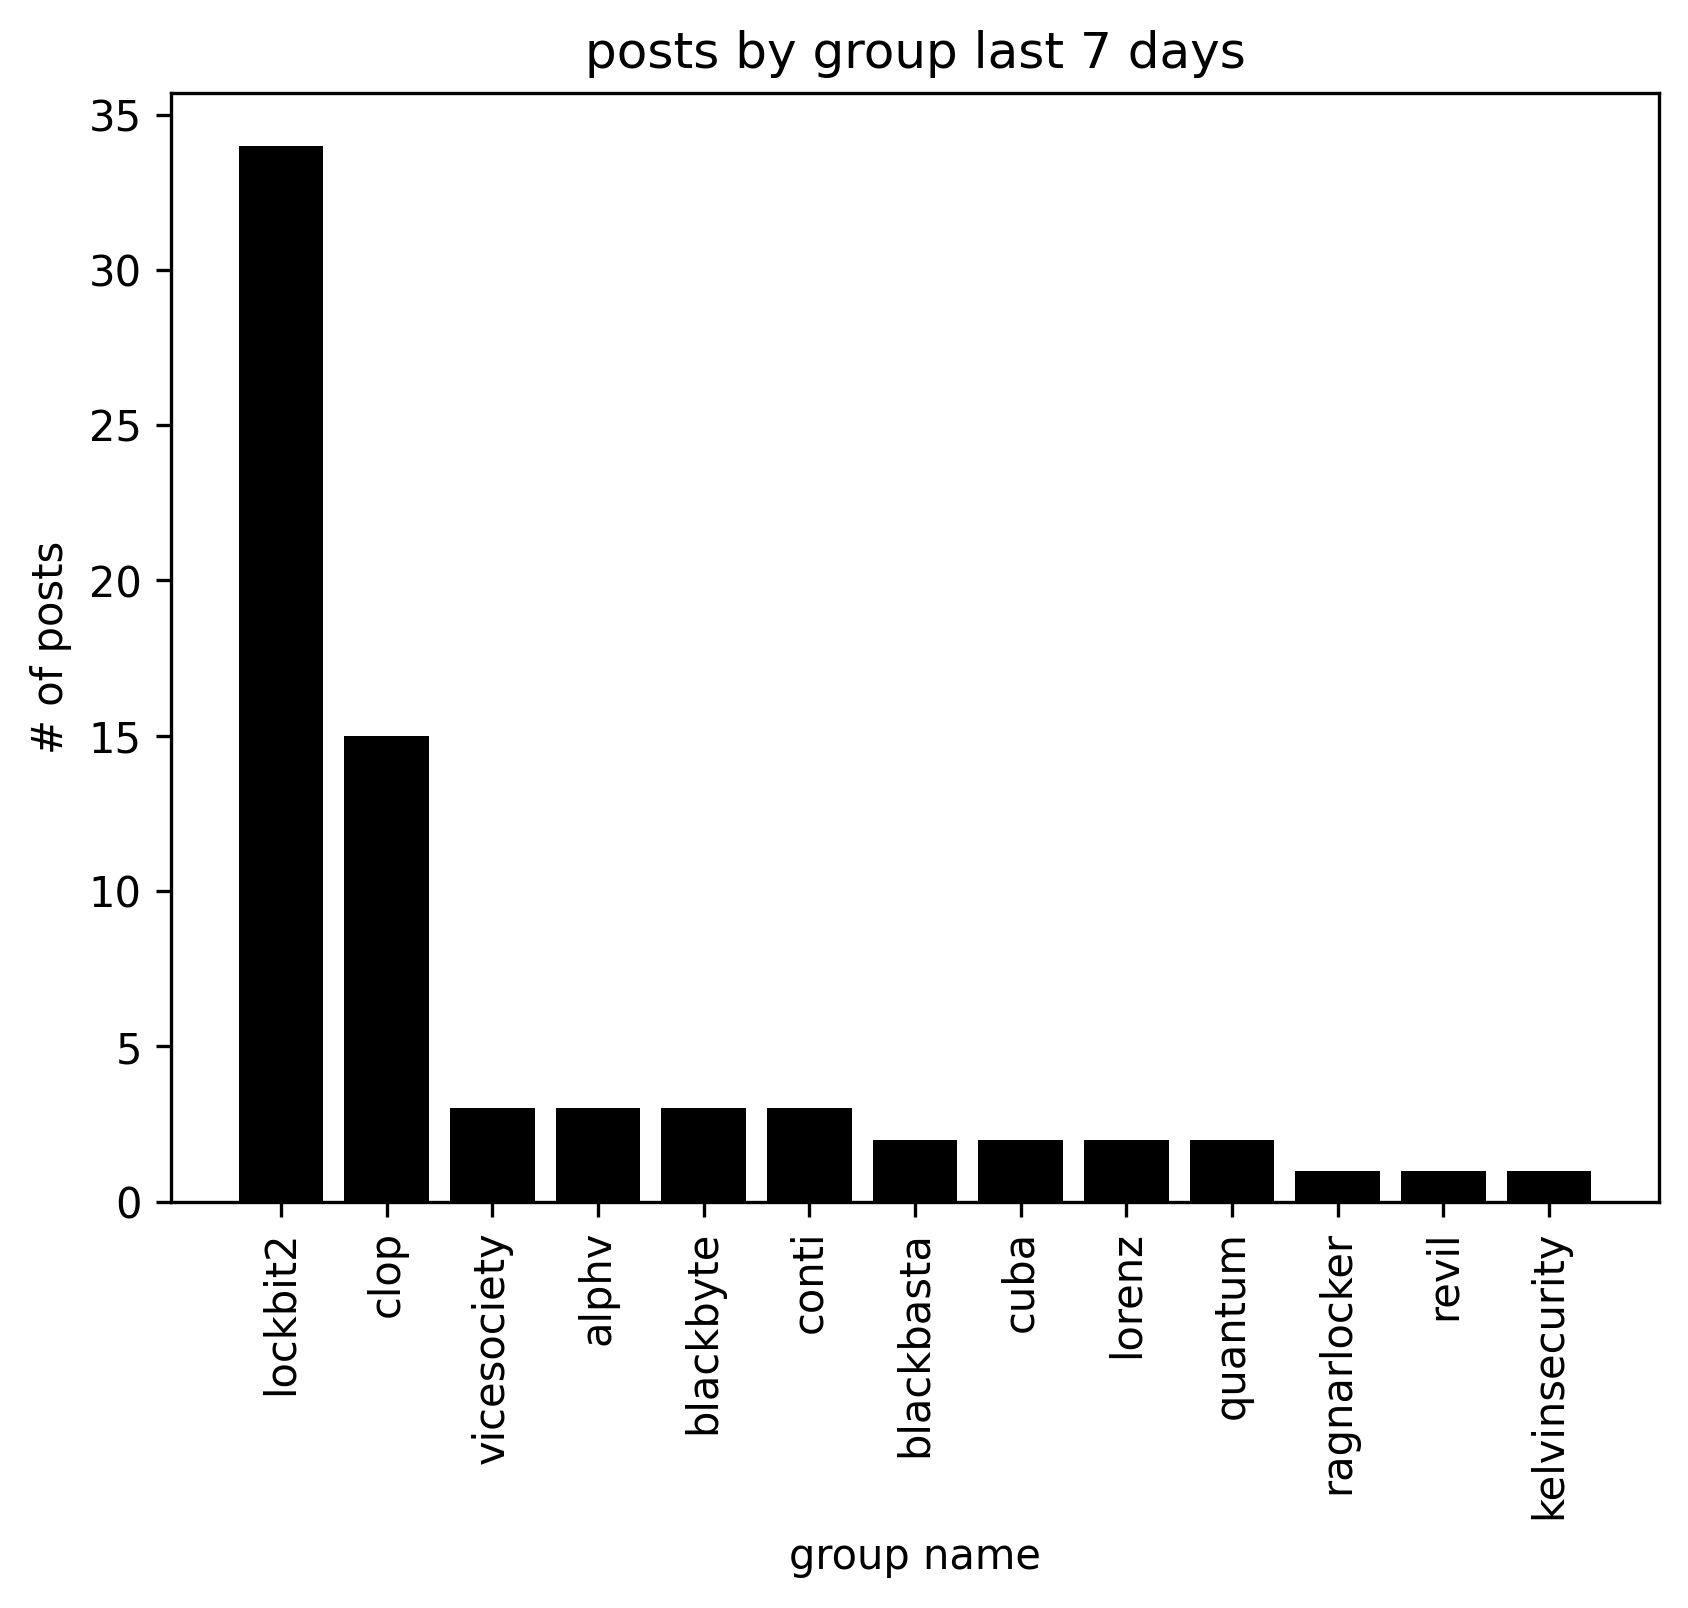 posts by group last 7 days
35
30
25
20
15
10
5
0
# of posts
lockbit2
clop
vicesociety
alphv
blackbyte
conti
blackbasta
cuba
lorenz
quantum
ragnarlocker
revil
kelvinsecurity
group name